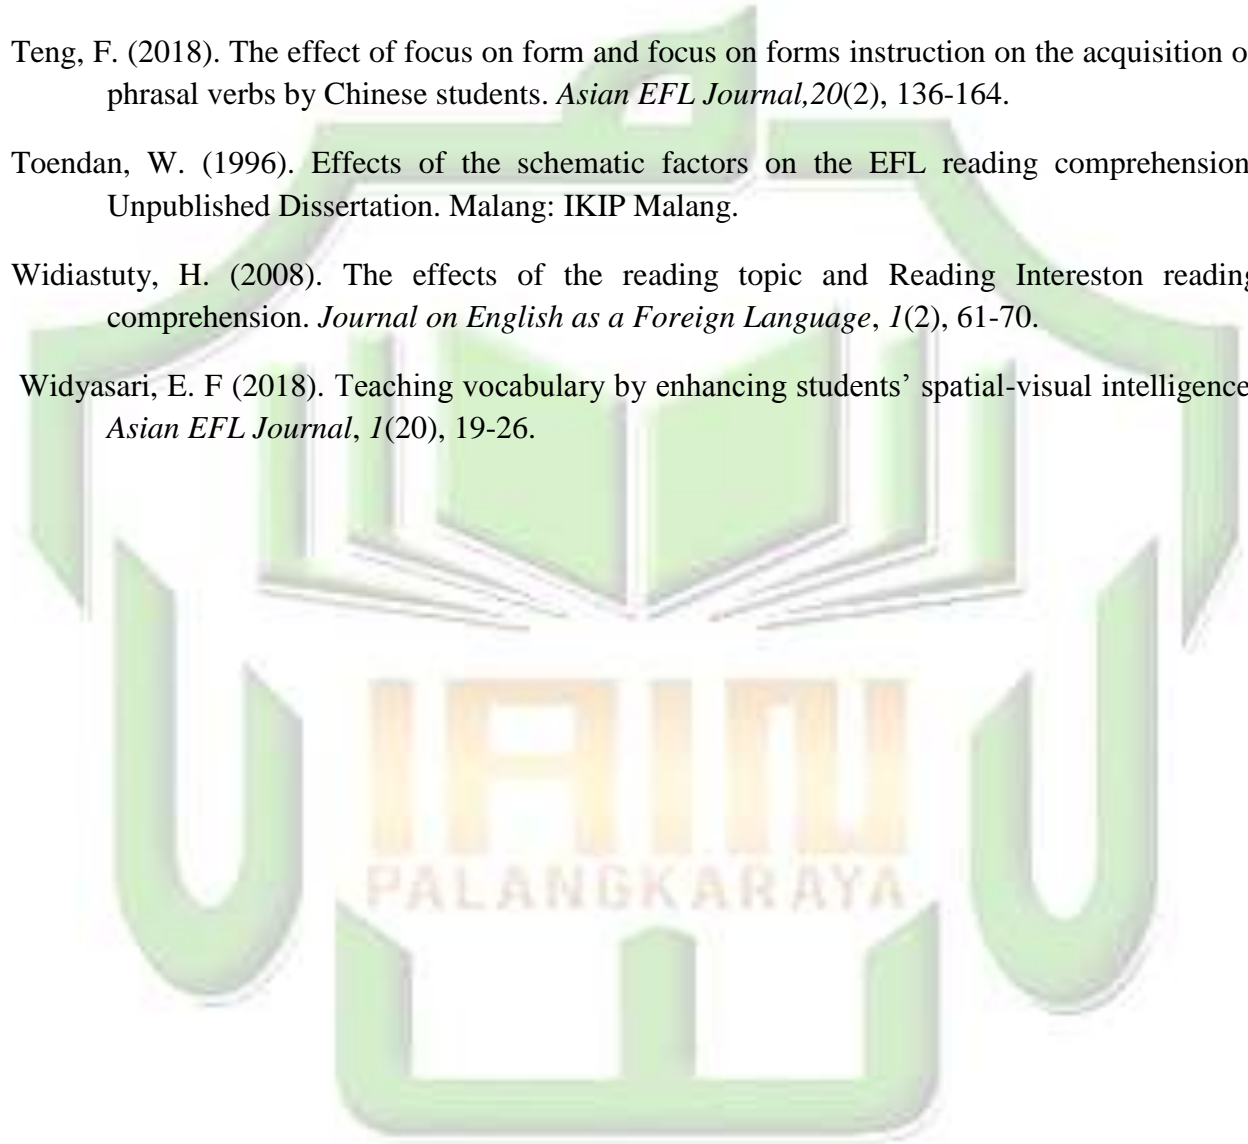 Teng, F. (2018). The effect of focus on form and focus on forms instruction on the acquisition o
phrasal verbs by Chinese students. Asian EFL Journal,20(2), 136-164.
Toendan, W. (1996). Effects of the schematic factors on the EFL reading comprehension
Unpublished Dissertation. Malang: IKIP Malang.
Widiastuty, H. (2008). The effects of the reading topic and Reading Intereston reading
comprehension. Journal on English as a Foreign Language, 1(2), 61-70.
Widyasari, E. F (2018). Teaching vocabulary by enhancing students’ spatial-visual intelligence
Asian EFL Journal, 1(20), 19-26.
IAIN
PALANGKARAYA